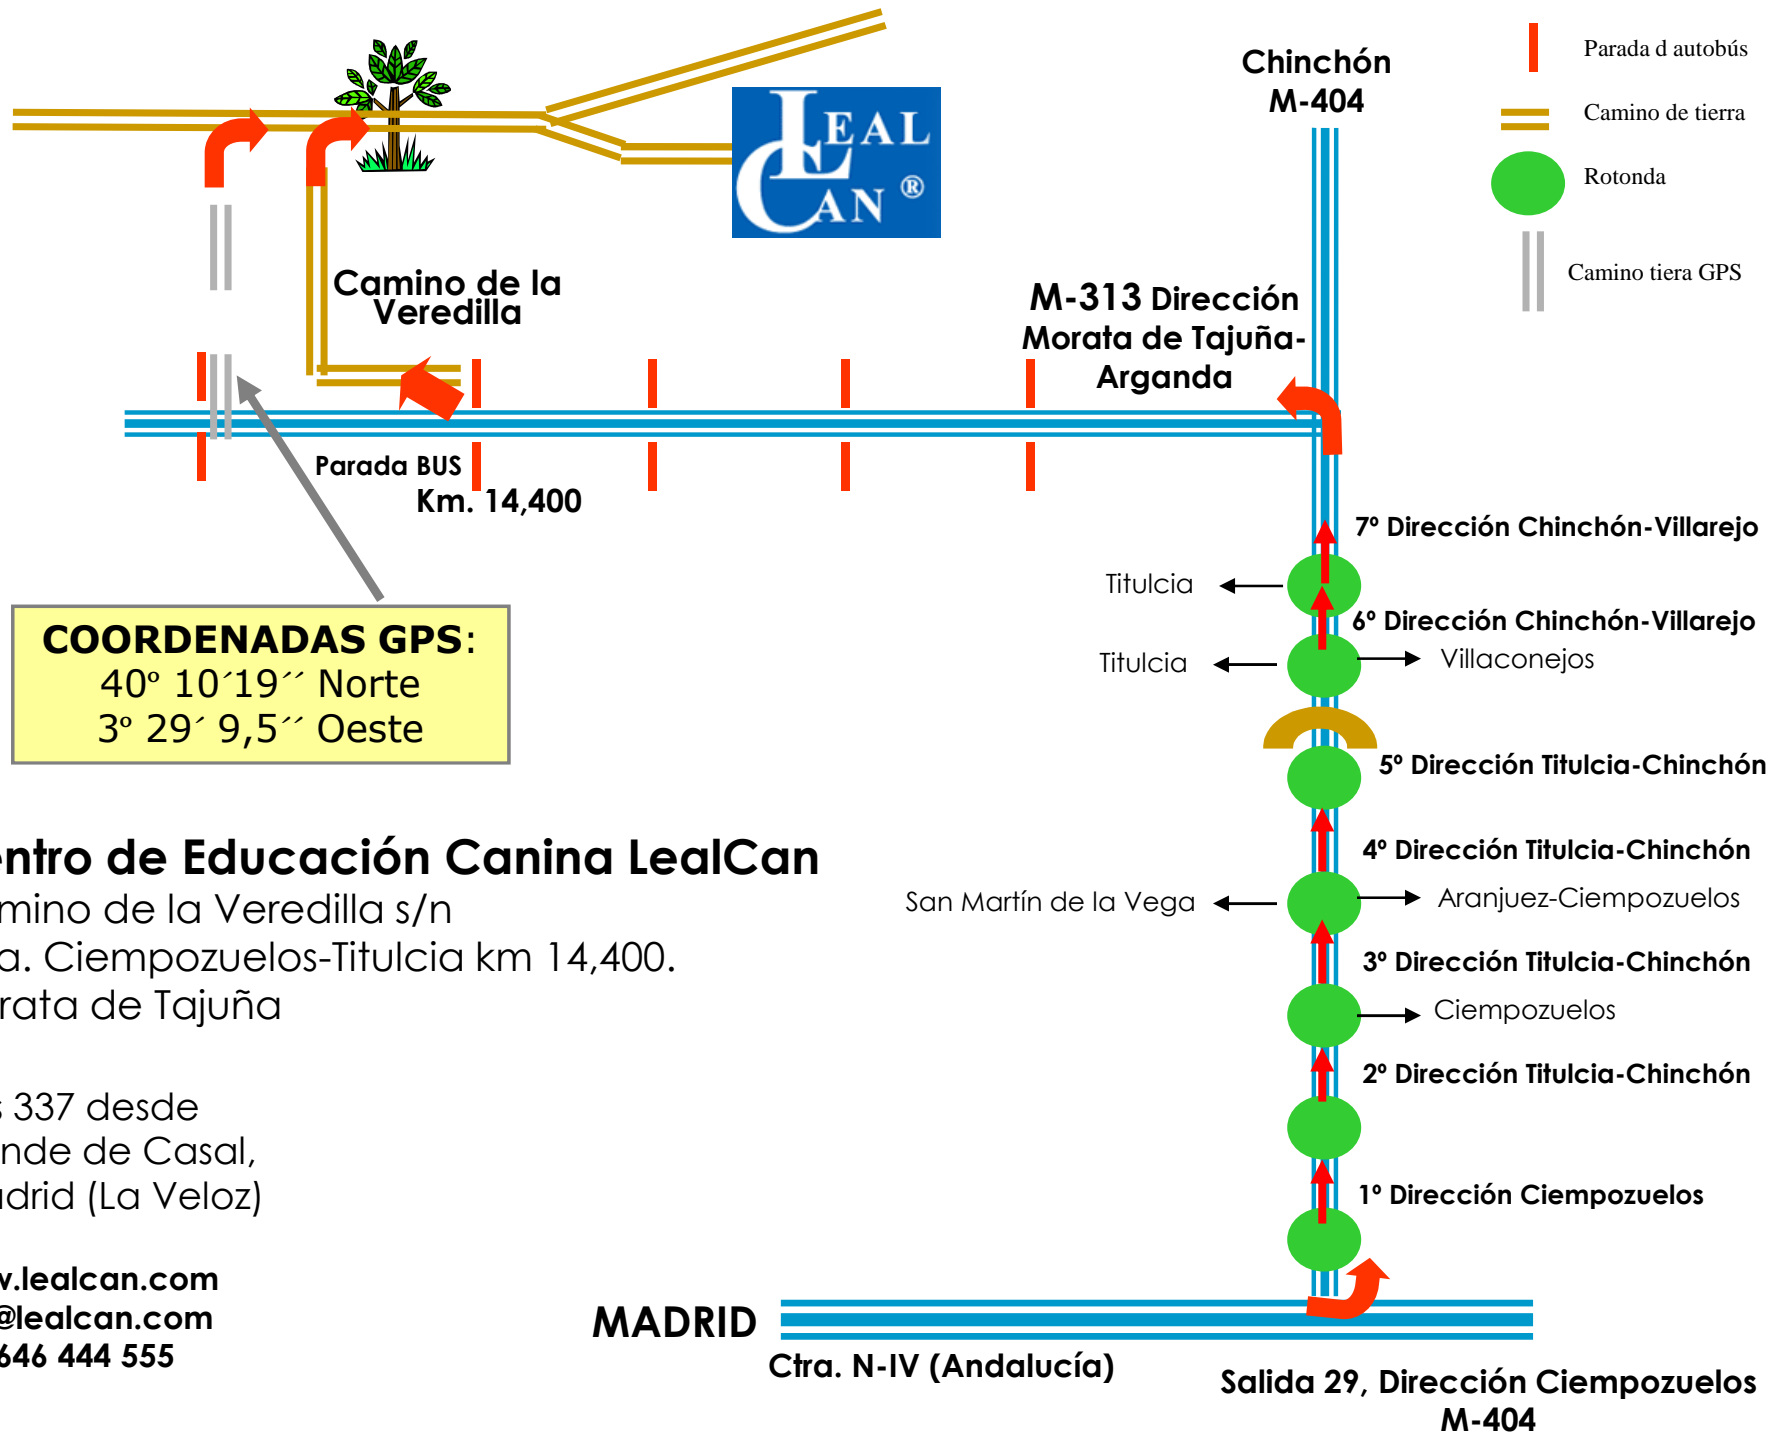 Chinchón
M-404
Parada d autobús
Camino de tierra
Rotonda
Camino tiera GPS
LEAL
CAN ®
Camino de la
Veredilla
M-313 Dirección
Morata de Tajuña-
Arganda
Parada BUS
Km. 14,400
7º Dirección Chinchón-Villarejo
Titulcia
6º Dirección Chinchón-Villarejo
Titulcia
Villaconejos
COORDENADAS GPS:
40º 10´19´´ Norte
3º 29´ 9,5´´ Oeste
5º Dirección Titulcia-Chinchón
4º Dirección Titulcia-Chinchón
San Martín de la Vega
Aranjuez-Ciempozuelos
3º Dirección Titulcia-Chinchón
Ciempozuelos
2º Dirección Titulcia-Chinchón
1º Dirección Ciempozuelos
entro de Educación Canina LealCan
mino de la Veredilla s/n
a. Ciempozuelos-Titulcia km 14,400.
rata de Tajuña
s 337 desde
nde de Casal,
adrid (La Veloz)
w.lealcan.com
@lealcan.com
646 444 555
MADRID
Ctra. N-IV (Andalucía)
Salida 29, Dirección Ciempozuelos
M-404